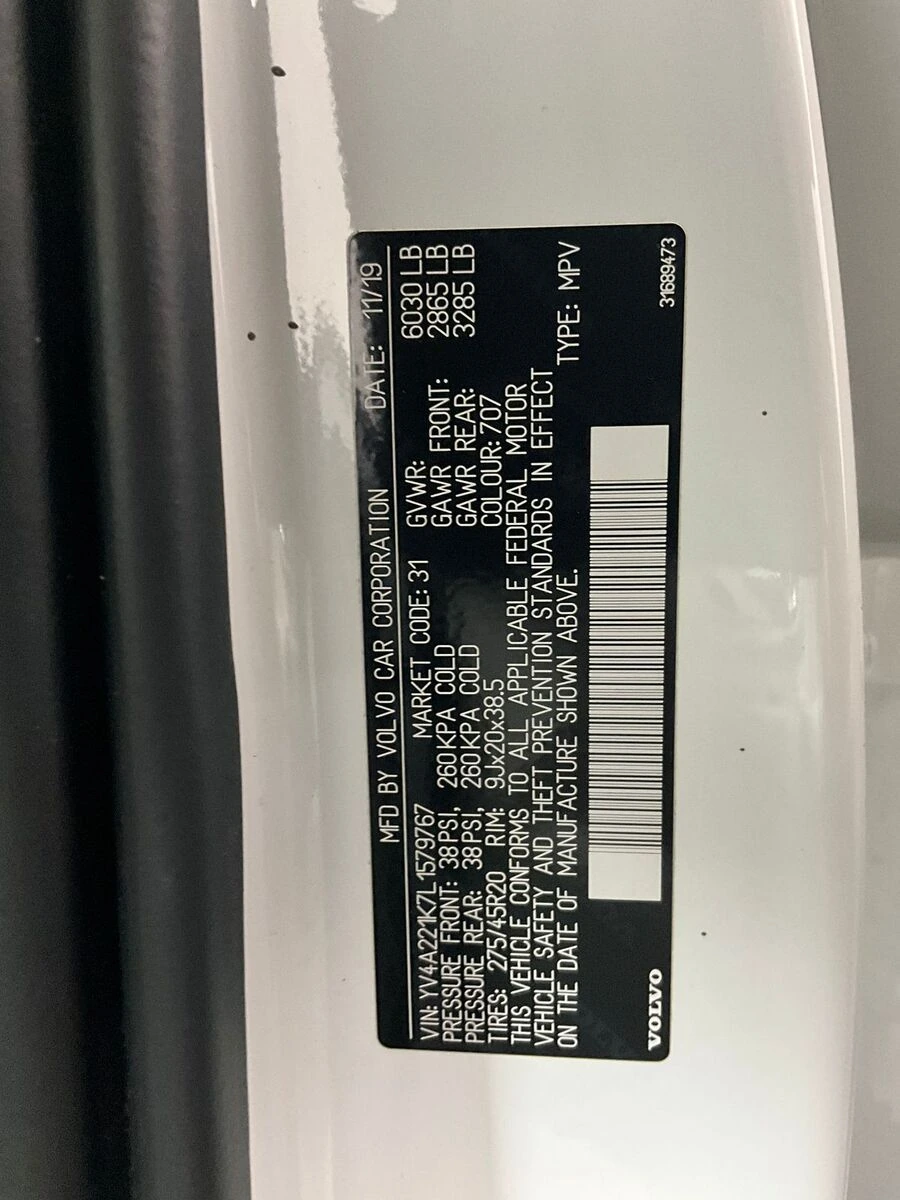 MFD BY VOLVO CAR CORPORATION DATE: 11/19
VIN: YV4A221K7L1579767 MARKET CODE: 31 GVWR: 6030 LB
PRESSURE FRONT: 38PSI, 260KPA COLD GAWR FRONT: 2865 LB
PRESSURE REAR: 38PSI, 260KPA COLD GAWR REAR: 3285 LB
TIRES: 275/45R20 RIM: 9Jx20x38.5 COLOUR: 707
THIS VEHICLE CONFORMS TO ALL APPLICABLE FEDERAL MOTOR
VEHICLE SAFETY AND THEFT PREVENTION STANDARDS IN EFFECT
ON THE DATE OF MANUFACTURE SHOWN ABOVE. TYPE: MPV
VOLVO 31689473